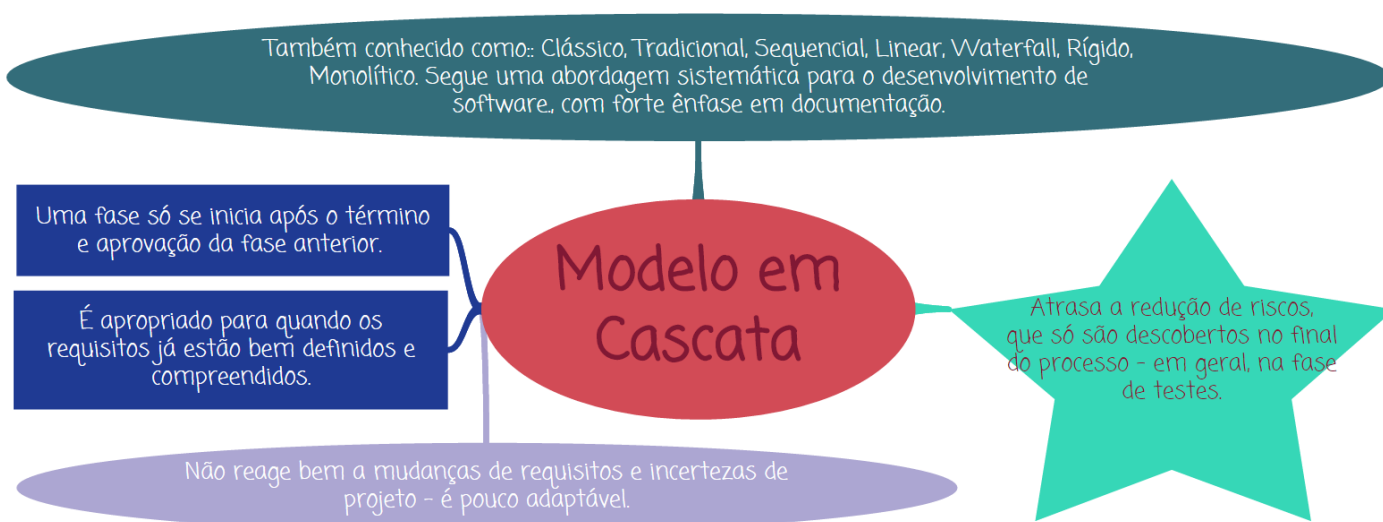 Também conhecido como:: Clássico, Tradicional, Sequencial, Linear, Waterfall, Rígido,
Monolítico. Segue uma abordagem sistemática para o desenvolvimento de
software., com forte ênfase em documentação.
Uma fase só se inicia após o término
e aprovação da fase anterior.
É apropriado para quando os
requisitos já estão bem definidos e
compreendidos.
Modelo em
Cascata
Atrasa a redução de riscos,
que só são descobertos no final
do processo - em geral, na fase
de testes.
Não reage bem a mudanças de requisitos e incertezas de
projeto - é pouco adaptável.